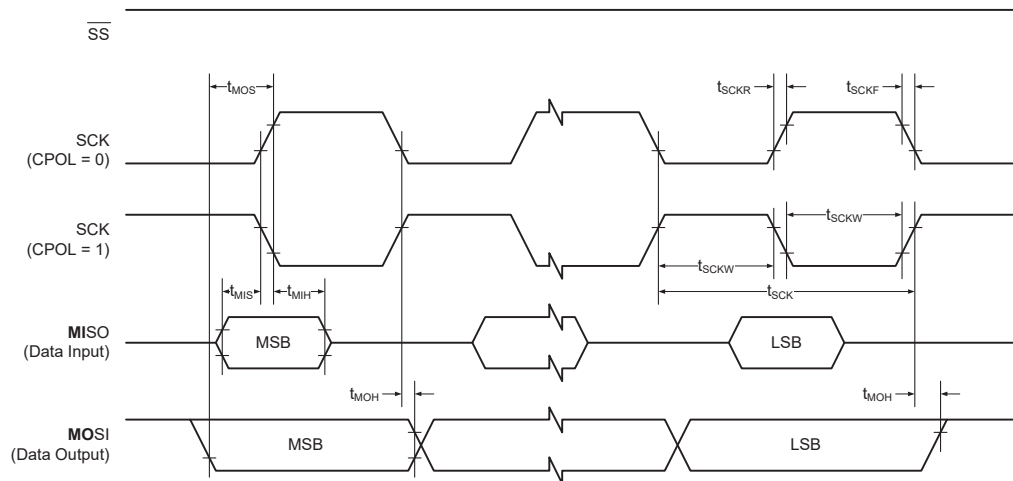 SS
tMOS
tSCKR
tSCKF
SCK
(CPOL = 0)
SCK
(CPOL = 1)
tSCKW
tSCKW
tSCK
tMIS
tMIH
MISO
(Data Input)
MSB
LSB
tMOH
tMOH
MOSI
(Data Output)
MSB
LSB